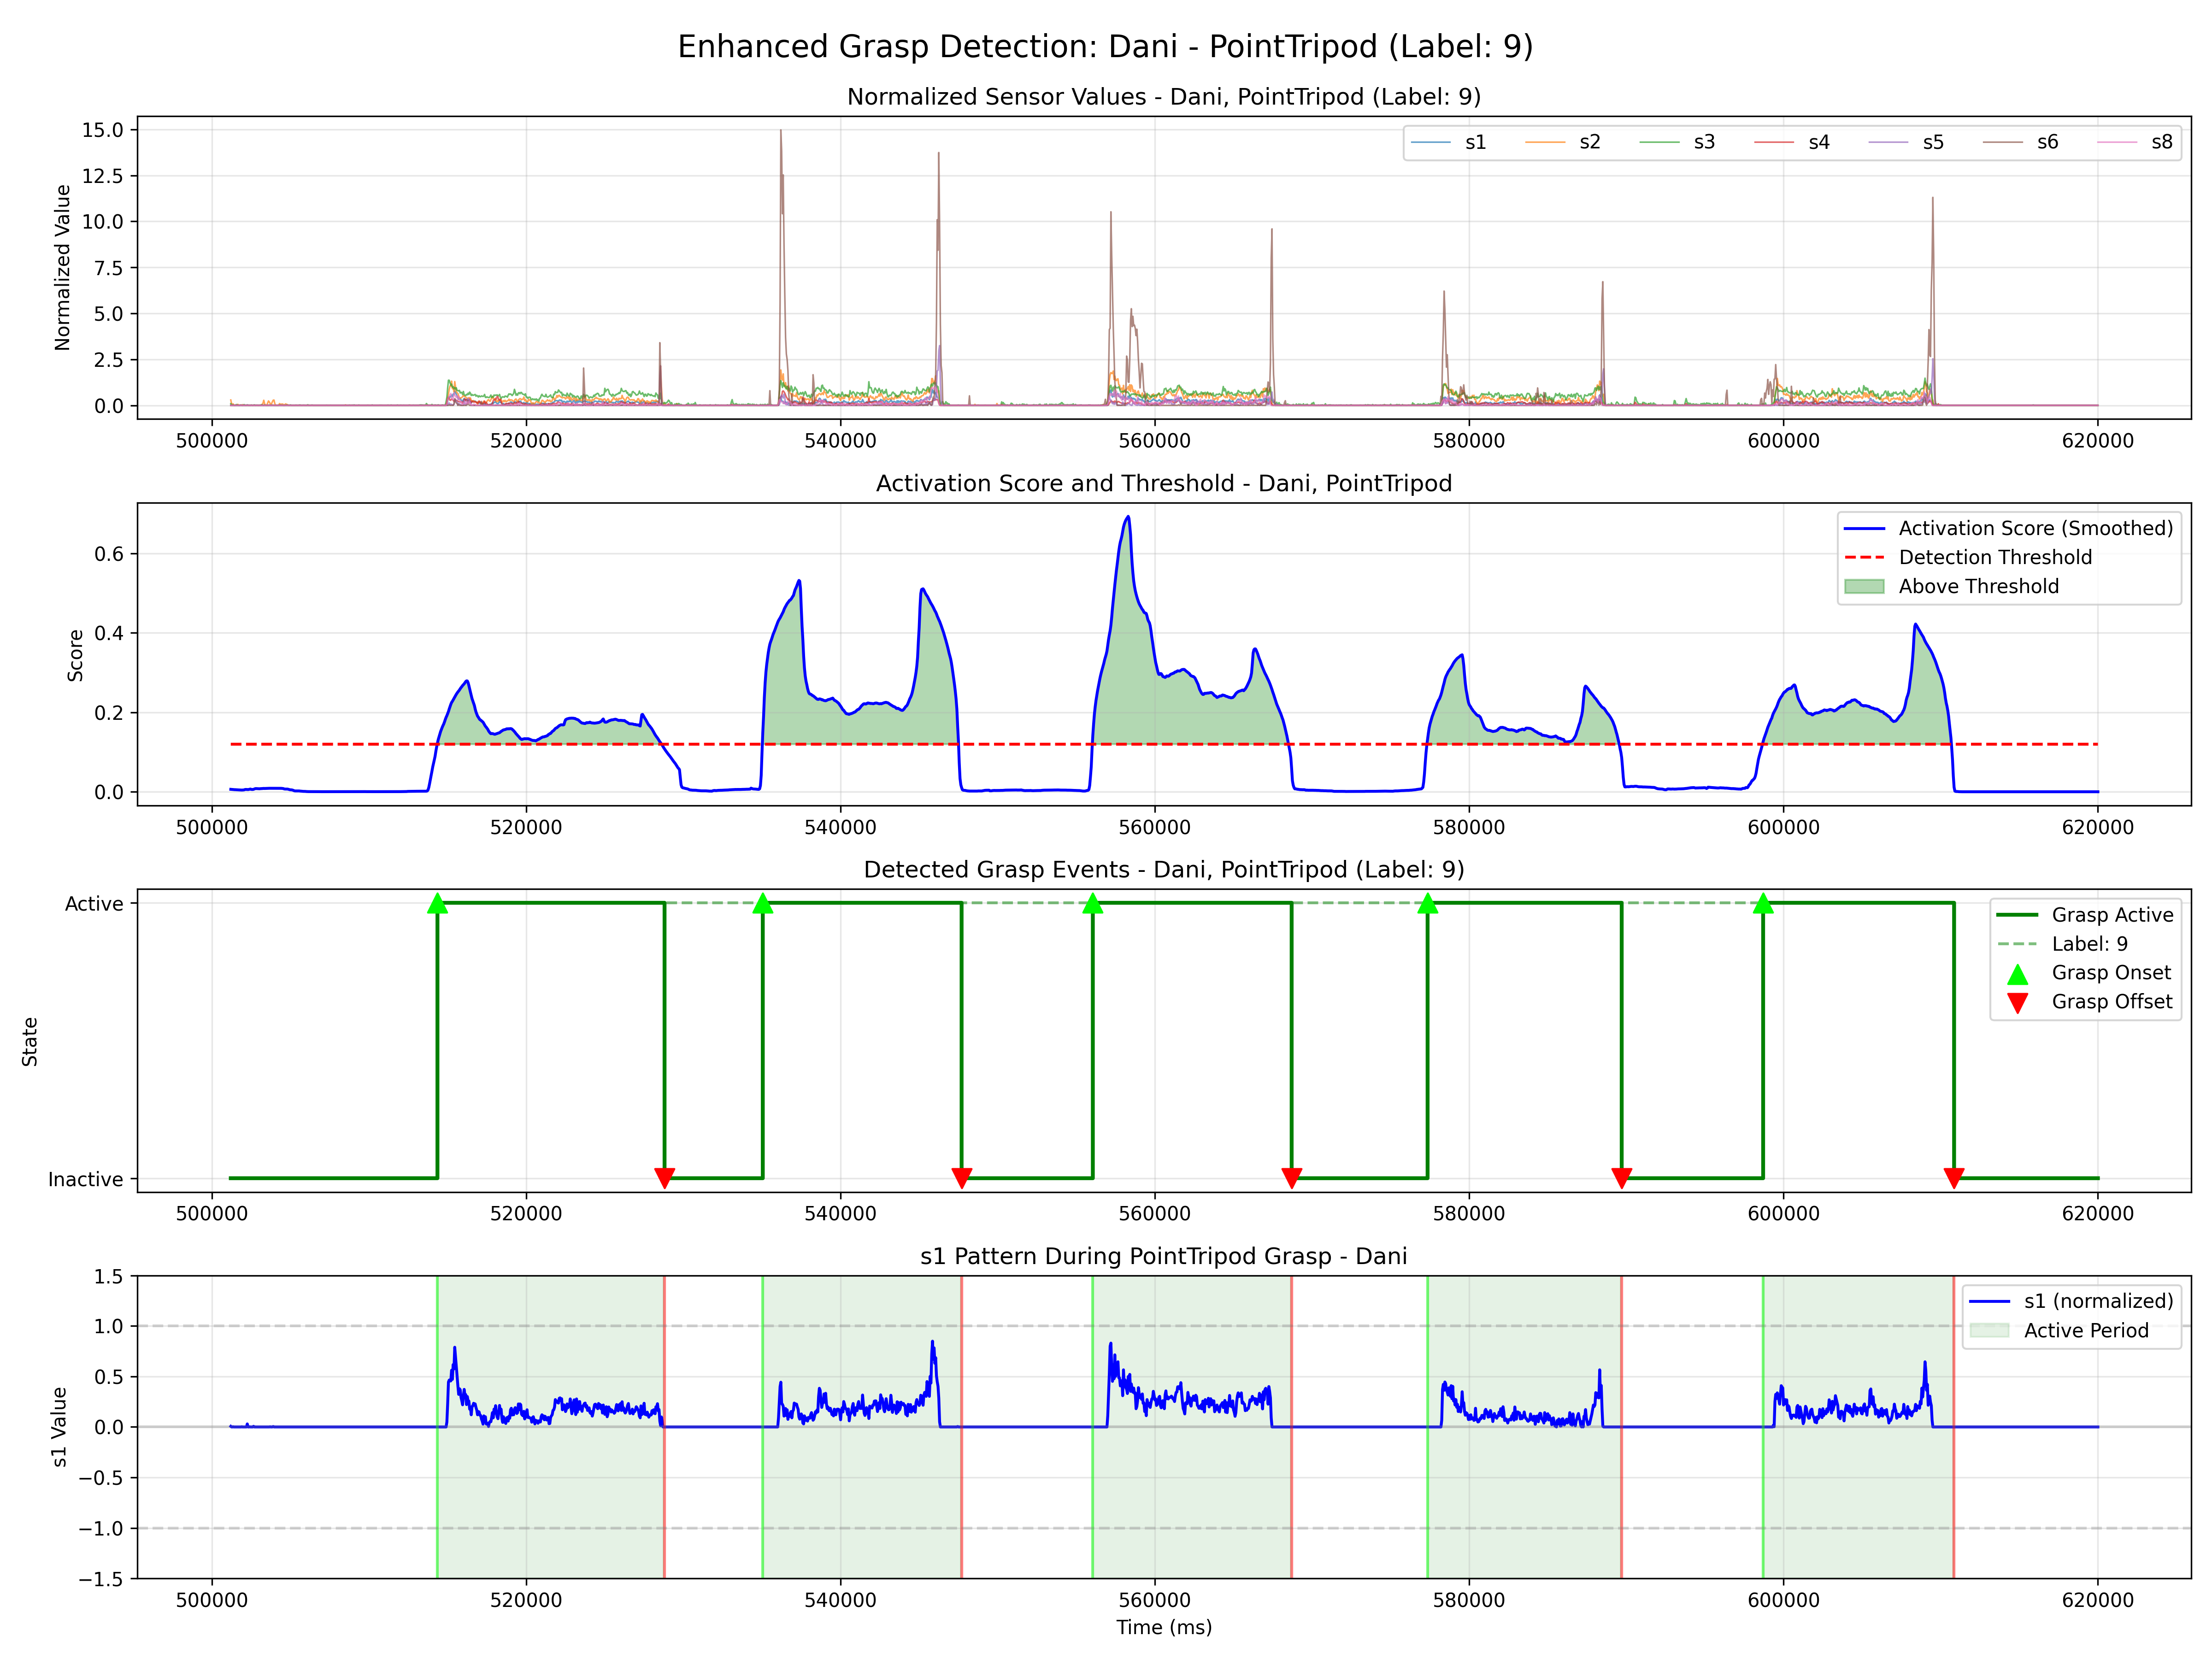 Enhanced Grasp Detection: Dani - PointTripod (Label: 9)
Normalized Sensor Values - Dani, PointTripod (Label: 9)
Normalized Value
15.0
12.5
10.0
7.5
5.0
2.5
0.0
s1 s2 s3 s4 s5 s6 s8
500000 520000 540000 560000 580000 600000 620000
Activation Score and Threshold - Dani, PointTripod
Score
0.6
0.4
0.2
0.0
Activation Score (Smoothed)
Detection Threshold
Above Threshold
500000 520000 540000 560000 580000 600000 620000
Detected Grasp Events - Dani, PointTripod (Label: 9)
State
Active
Inactive
Grasp Active
Label: 9
Grasp Onset
Grasp Offset
500000 520000 540000 560000 580000 600000 620000
s1 Pattern During PointTripod Grasp - Dani
s1 Value
1.5
1.0
0.5
0.0
−0.5
−1.0
−1.5
s1 (normalized)
Active Period
500000 520000 540000 560000 580000 600000 620000
Time (ms)